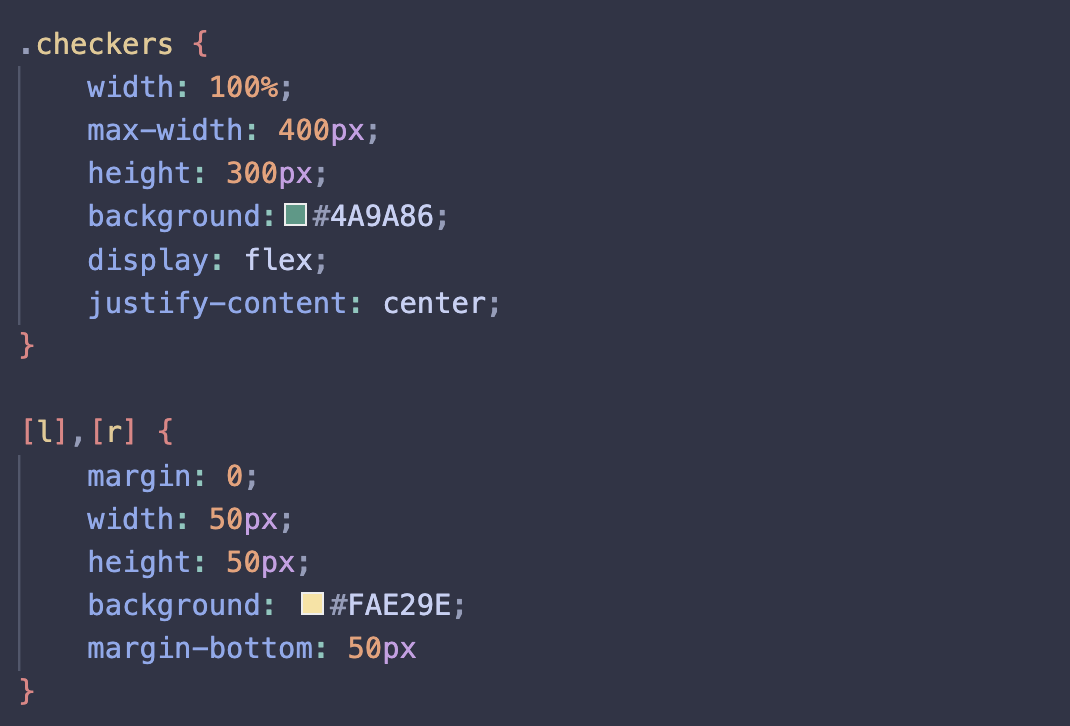 .checkers {
    width: 100%;
    max-width: 400px;
    height: 300px;
    background: #4A9A86;
    display: flex;
    justify-content: center;
}

[l],[r] {
    margin: 0;
    width: 50px;
    height: 50px;
    background: #FAE29E;
    margin-bottom: 50px
}